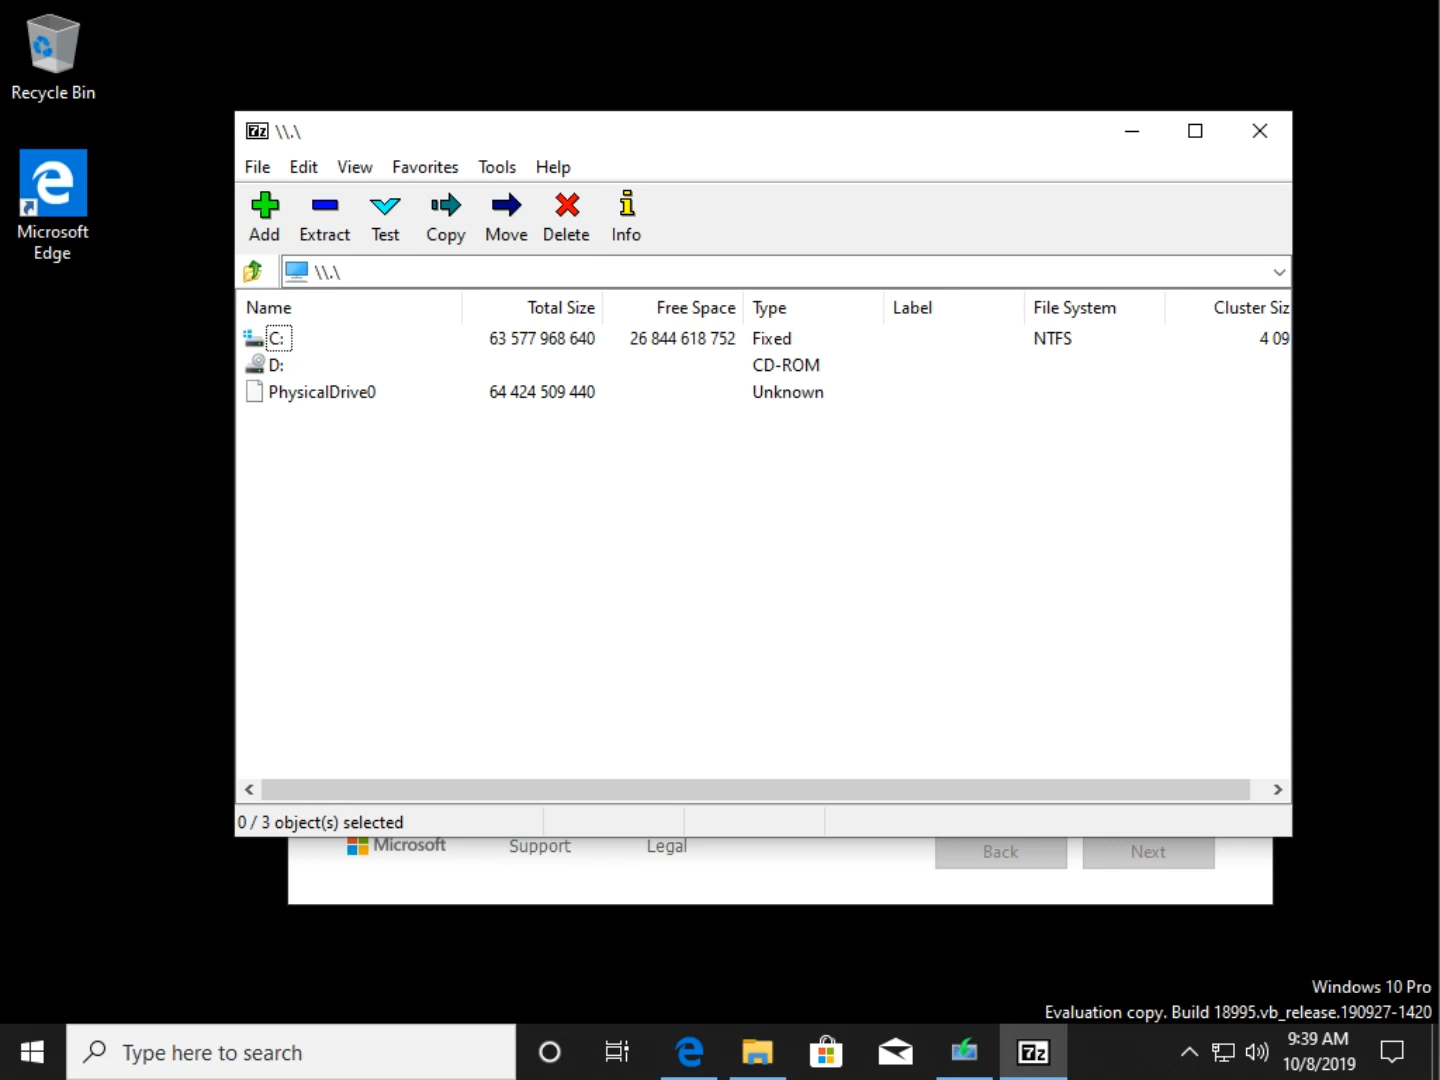 Recycle Bin
Microsoft
Edge
7z \\.\
File Edit View Favorites Tools Help
Add Extract Test Copy Move Delete Info
\\.\
Name Total Size Free Space Type Label File System Cluster Siz
C: 63 577 968 640 26 844 618 752 Fixed NTFS 4 09
D: CD-ROM
PhysicalDrive0 64 424 509 440 Unknown
0 / 3 object(s) selected
Microsoft Support Legal Back Next
Windows 10 Pro
Evaluation copy. Build 18995.vb_release.190927-1420
Type here to search 7z 9:39 AM
10/8/2019